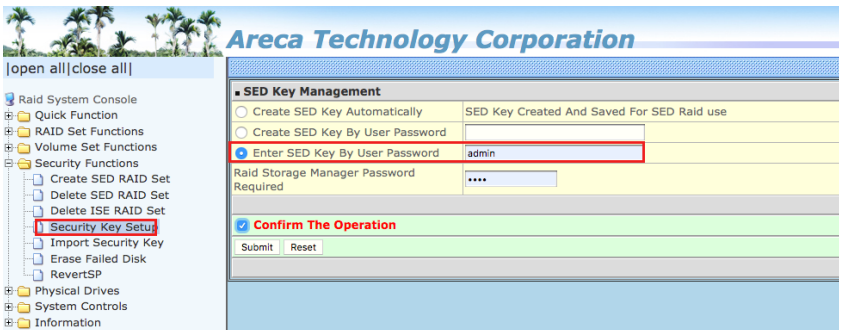 Areca Technology Corporation
|open all|close all|
Raid System Console
Quick Function
RAID Set Functions
Volume Set Functions
Security Functions
Create SED RAID Set
Delete SED RAID Set
Delete ISE RAID Set
Security Key Setup
Import Security Key
Erase Failed Disk
RevertSP
Physical Drives
System Controls
Information
SED Key Management
Create SED Key Automatically SED Key Created And Saved For SED Raid use
Create SED Key By User Password
Enter SED Key By User Password admin
Raid Storage Manager Password
Required ••••
Confirm The Operation
Submit Reset